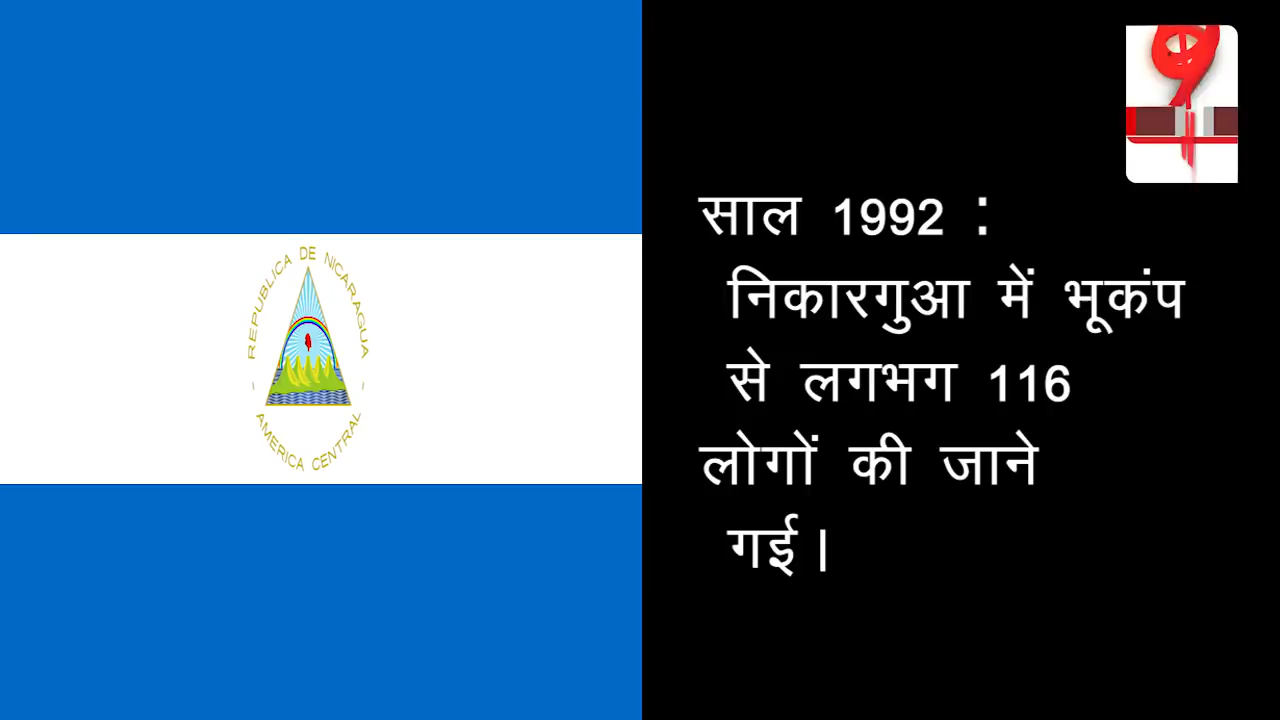 REPUBLICA DE NICARAGUA
AMERICA CENTRAL
साल 1992 :
निकारगुआ में भूकंप
से लगभग 116
लोगों की जाने
गई।